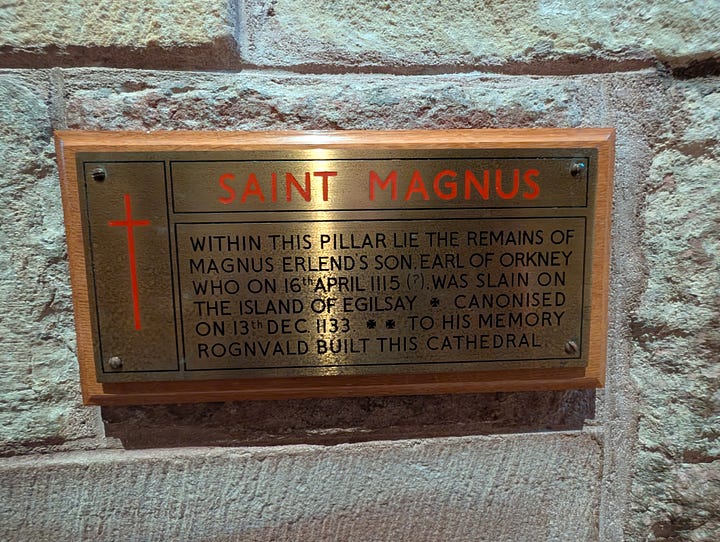 SAINT MAGNUS
WITHIN THIS PILLAR LIE THE REMAINS OF
MAGNUS ERLEND'S SON, EARL OF ORKNEY
WHO ON 16th APRIL 1115 (?), WAS SLAIN ON
THE ISLAND OF EGILSAY ✠ CANONISED
ON 13th DEC. 1133 ✠ ✠ TO HIS MEMORY
ROGNVALD BUILT THIS CATHEDRAL.